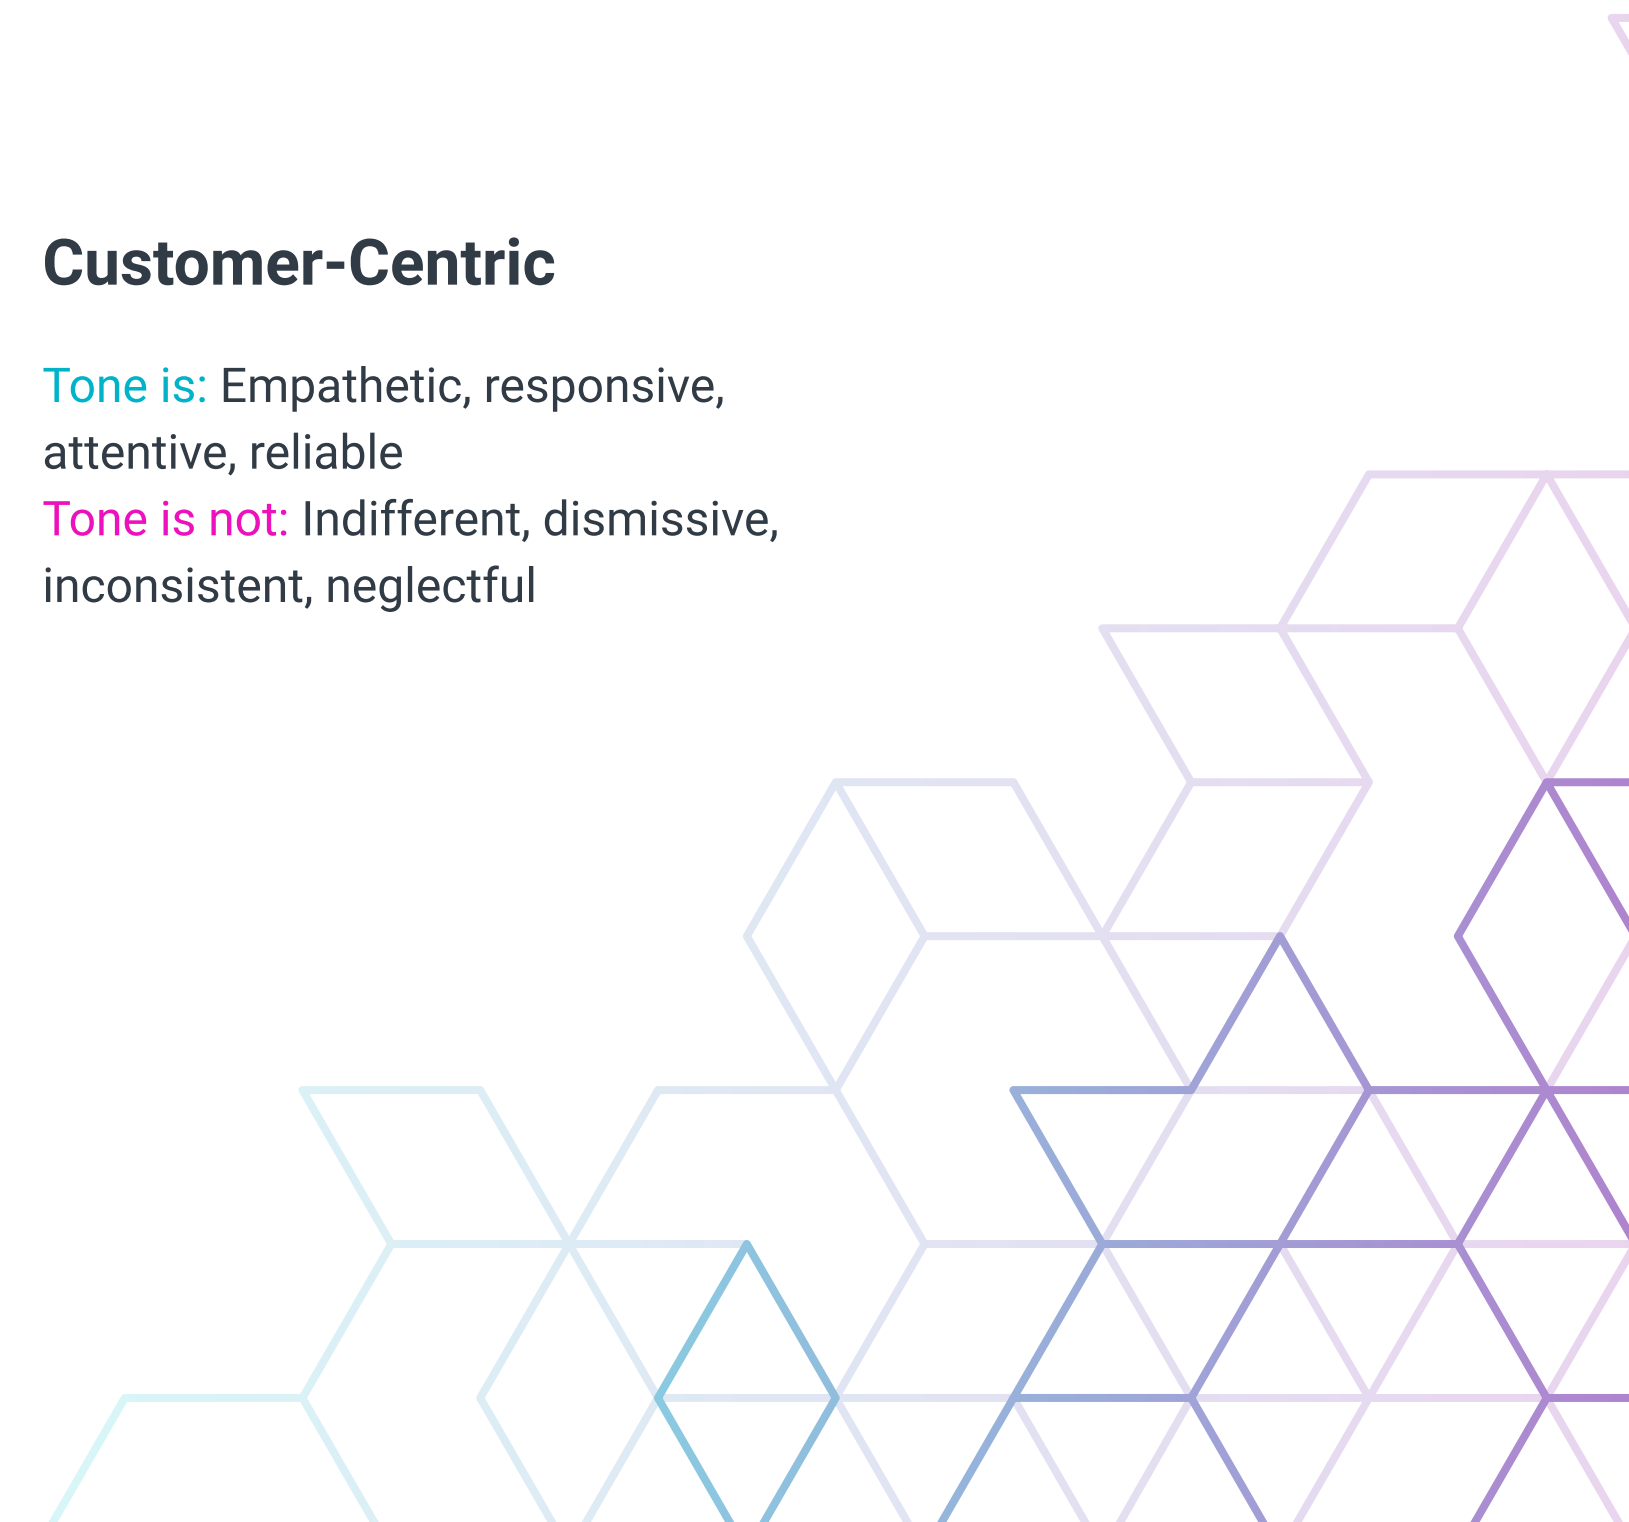 Customer-Centric
Tone is: Empathetic, responsive,
attentive, reliable
Tone is not: Indifferent, dismissive,
inconsistent, neglectful